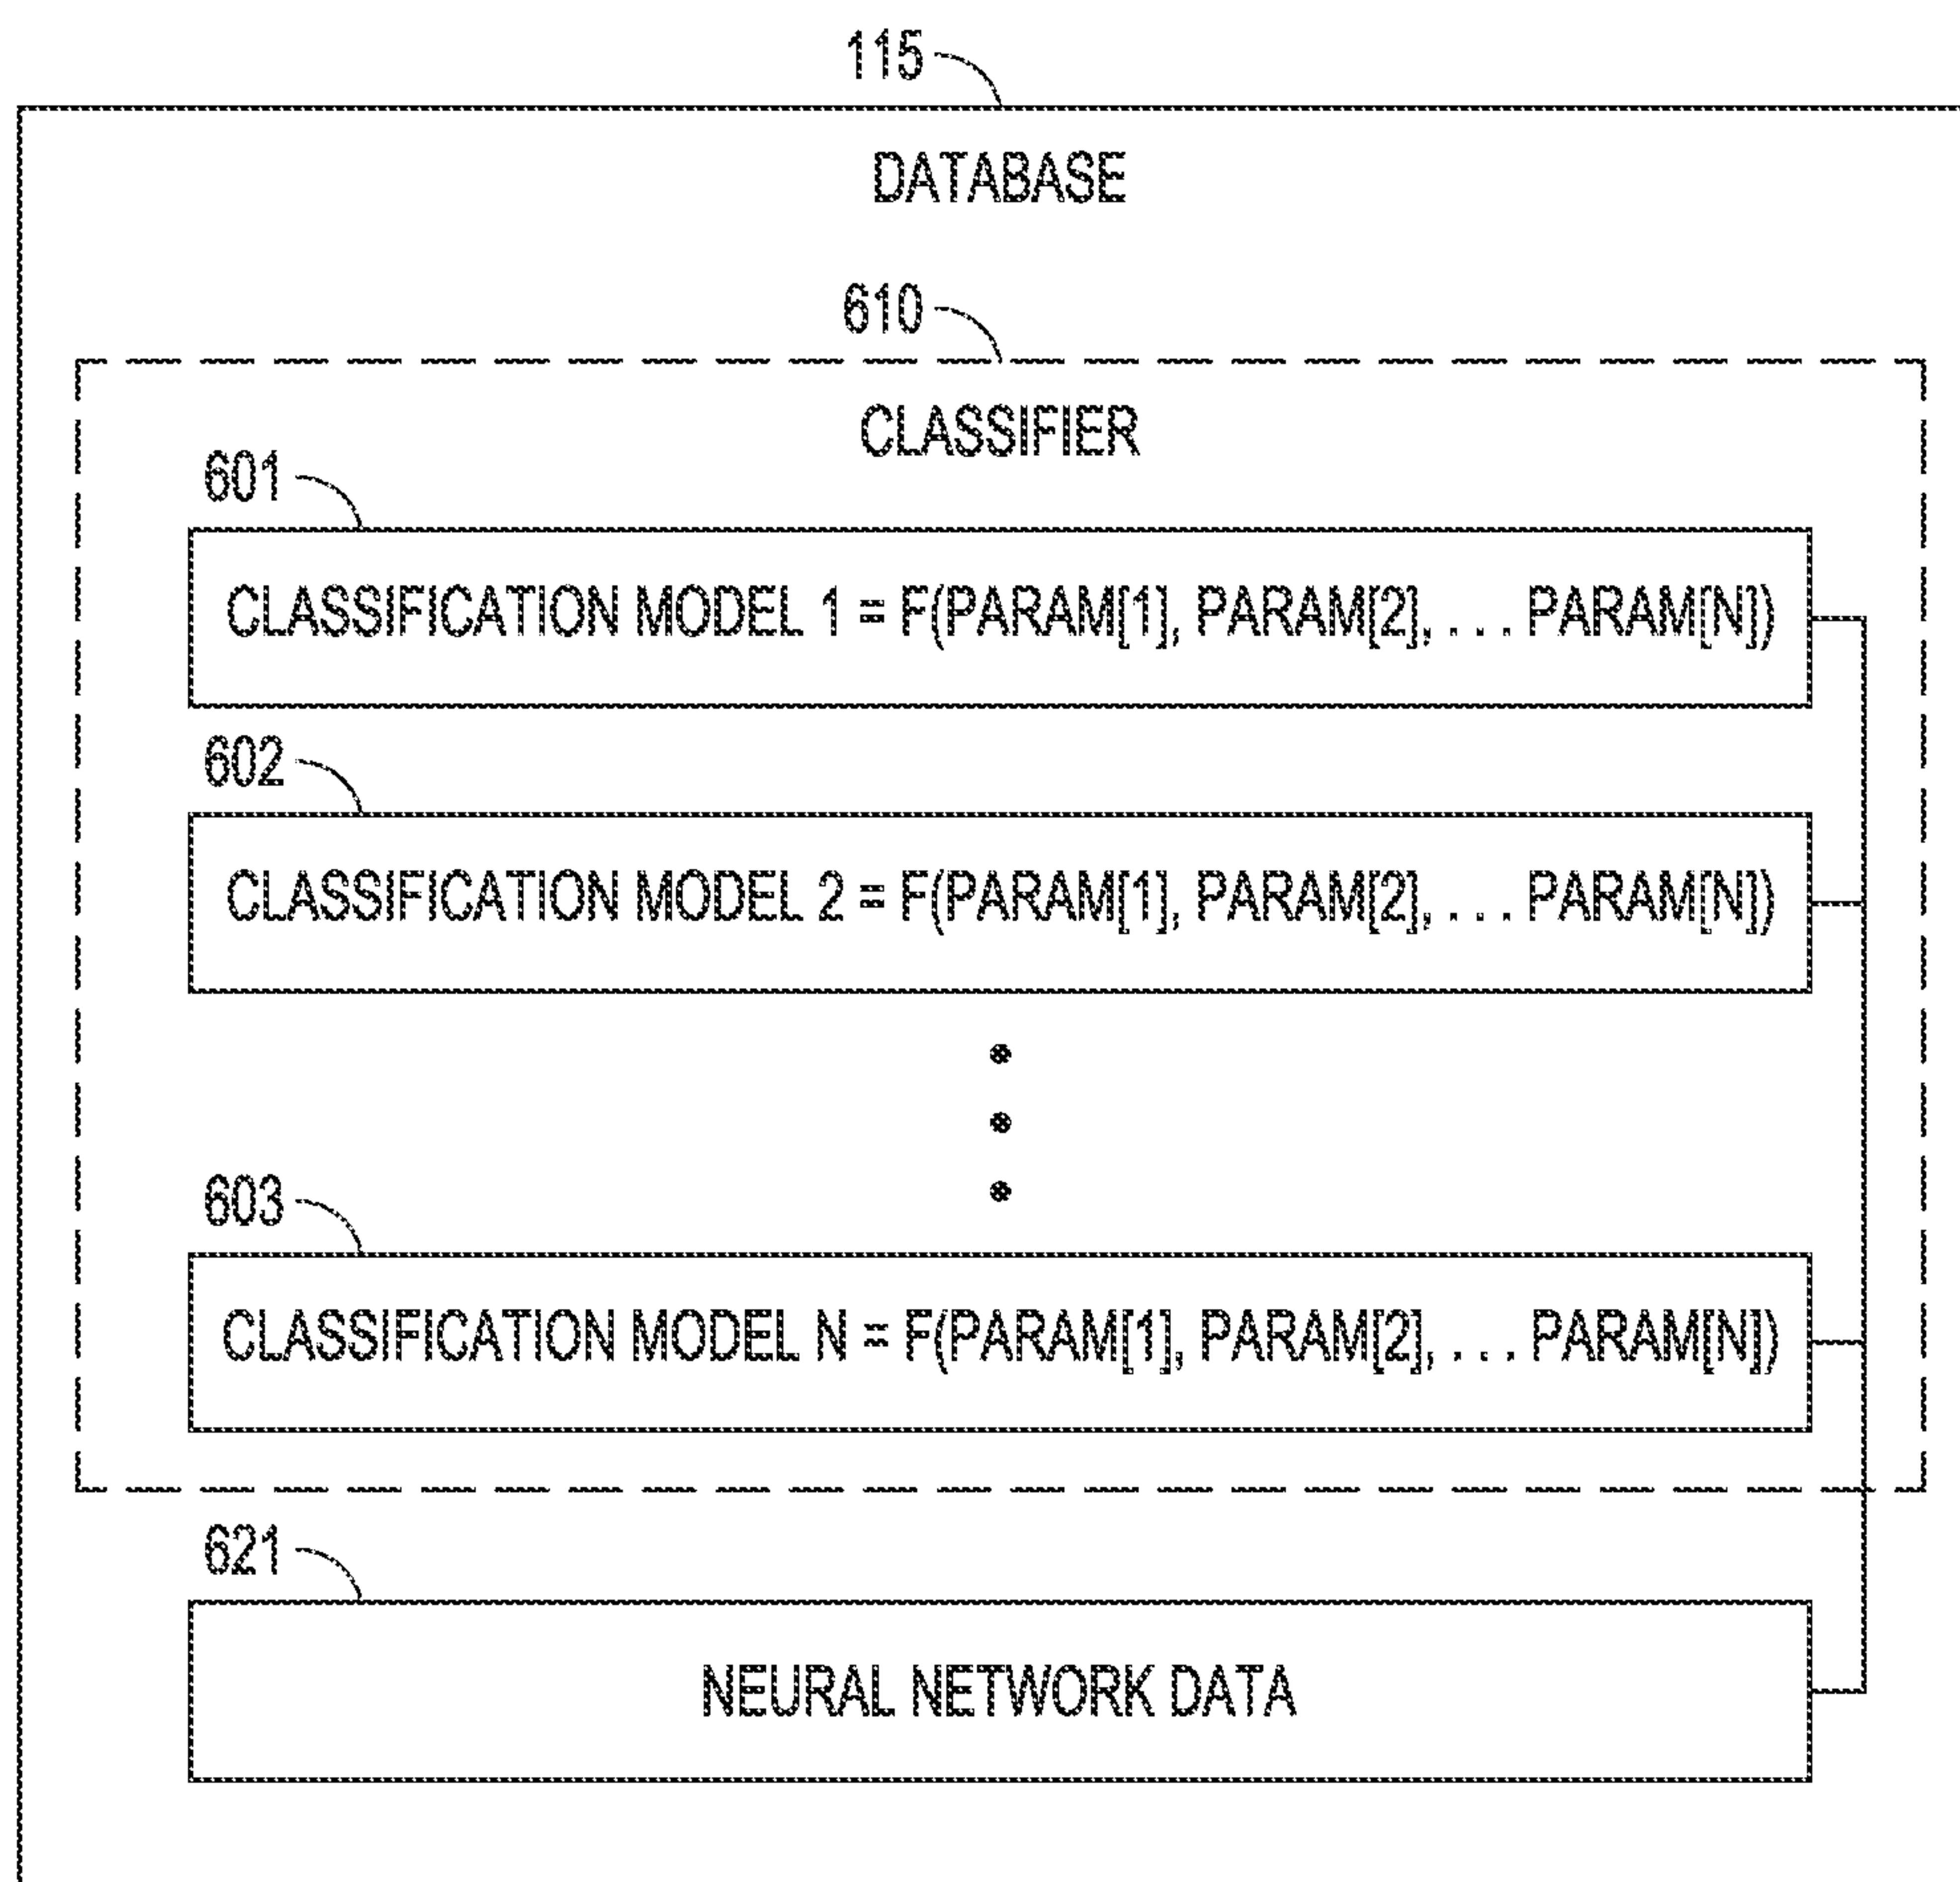 115
DATABASE
610
CLASSIFIER
601
CLASSIFICATION MODEL 1 = F(PARAM[1], PARAM[2], . . . PARAM[N])
602
CLASSIFICATION MODEL 2 = F(PARAM[1], PARAM[2], . . . PARAM[N])
603
CLASSIFICATION MODEL N = F(PARAM[1], PARAM[2], . . . PARAM[N])
621
NEURAL NETWORK DATA